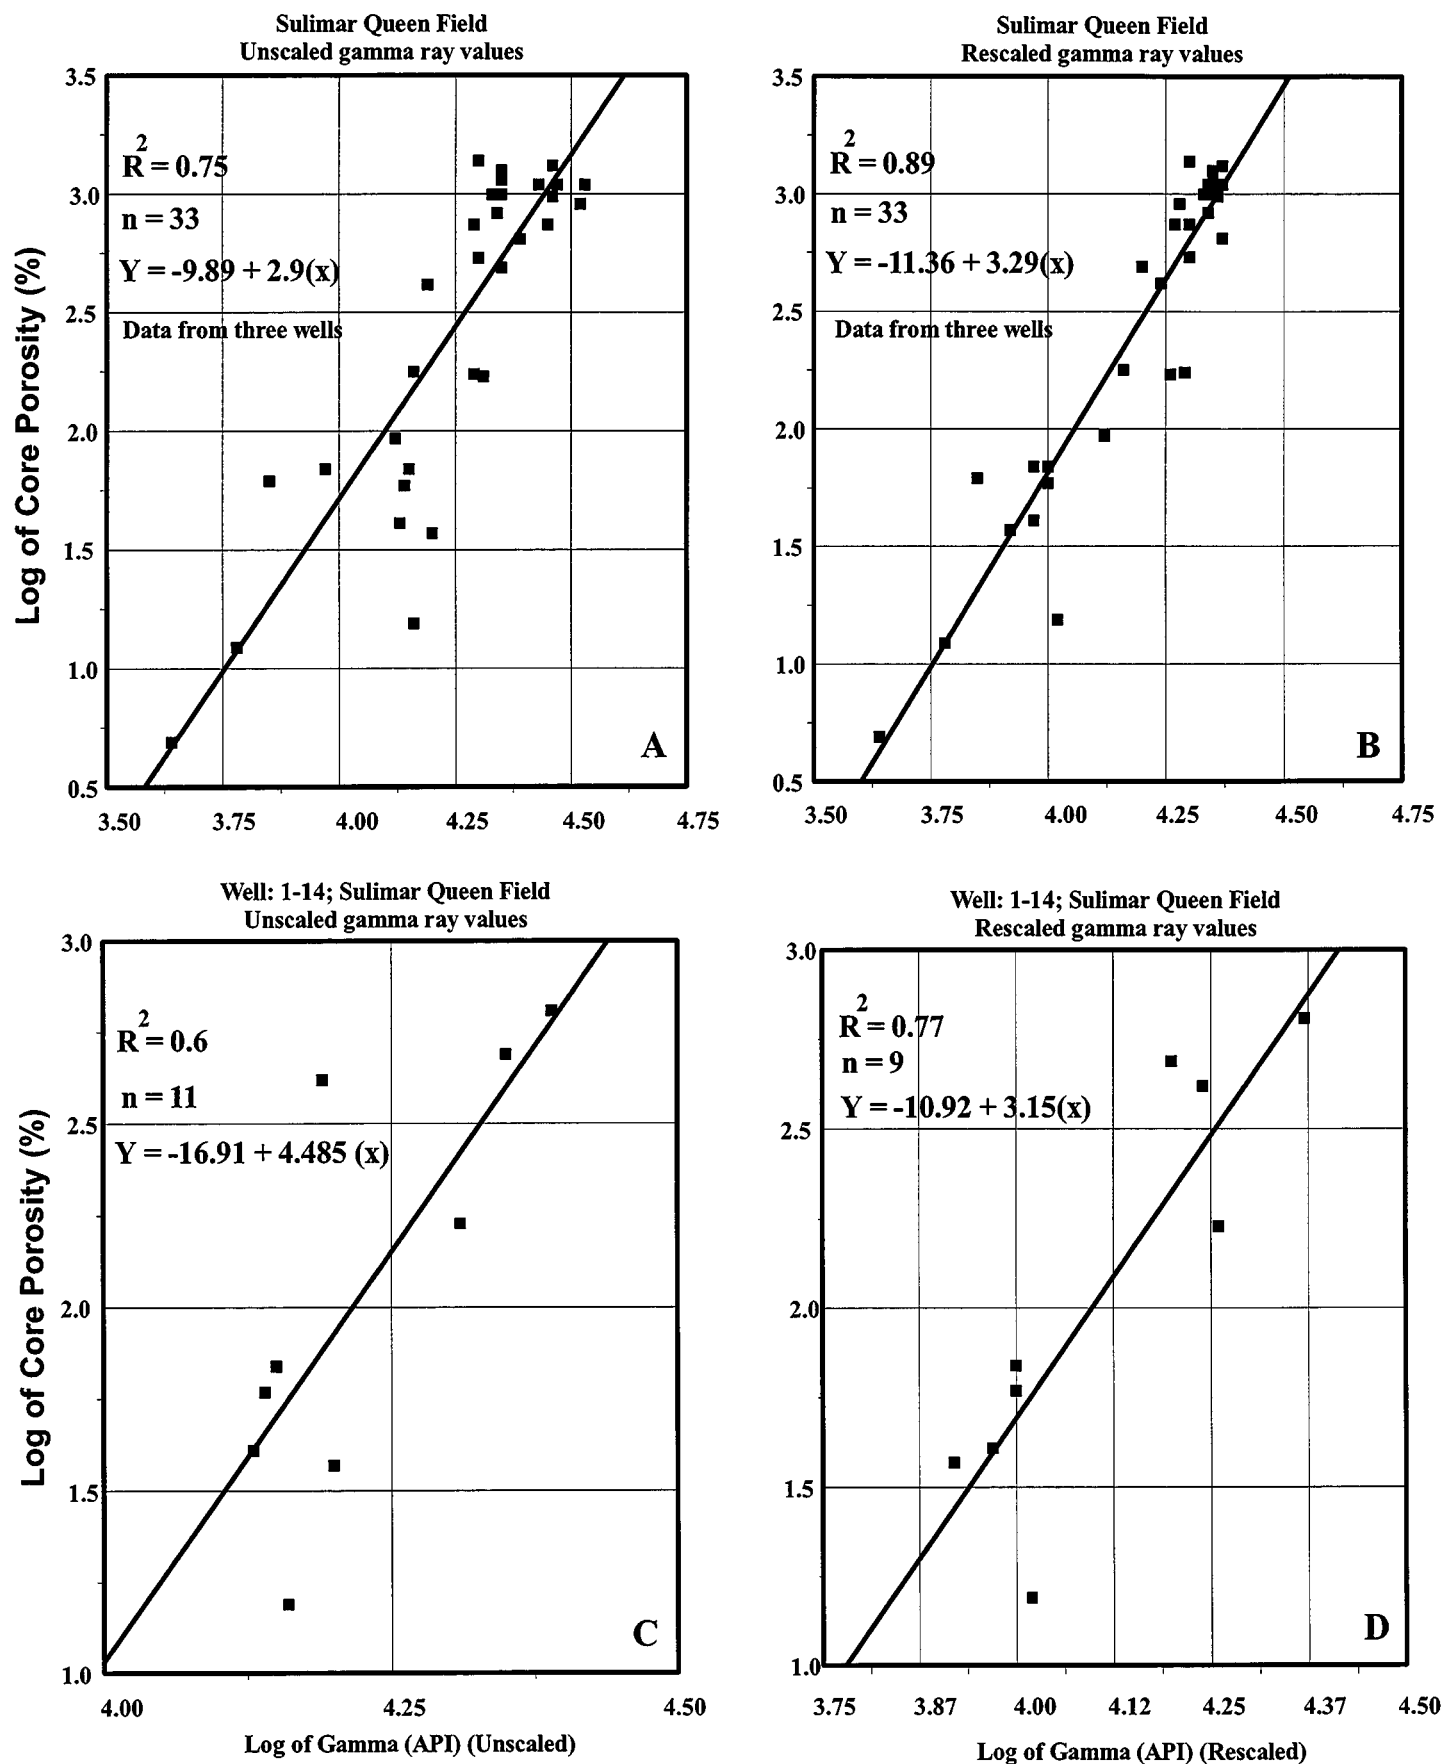 Sulimar Queen Field
Unscaled gamma ray values
3.5
3.0
2.5
2.0
1.5
1.0
0.5
Log of Core Porosity (%)
R2 = 0.75
n = 33
Y = -9.89 + 2.9(x)
Data from three wells
A
3.50 3.75 4.00 4.25 4.50 4.75
Sulimar Queen Field
Rescaled gamma ray values
3.5
3.0
2.5
2.0
1.5
1.0
0.5
R2 = 0.89
n = 33
Y = -11.36 + 3.29(x)
Data from three wells
B
3.50 3.75 4.00 4.25 4.50 4.75
Well: 1-14; Sulimar Queen Field
Unscaled gamma ray values
3.0
2.5
2.0
1.5
1.0
Log of Core Porosity (%)
R2 = 0.6
n = 11
Y = -16.91 + 4.485 (x)
C
4.00 4.25 4.50
Log of Gamma (API) (Unscaled)
Well: 1-14; Sulimar Queen Field
Rescaled gamma ray values
3.0
2.5
2.0
1.5
1.0
R2 = 0.77
n = 9
Y = -10.92 + 3.15(x)
D
3.75 3.87 4.00 4.12 4.25 4.37 4.50
Log of Gamma (API) (Rescaled)